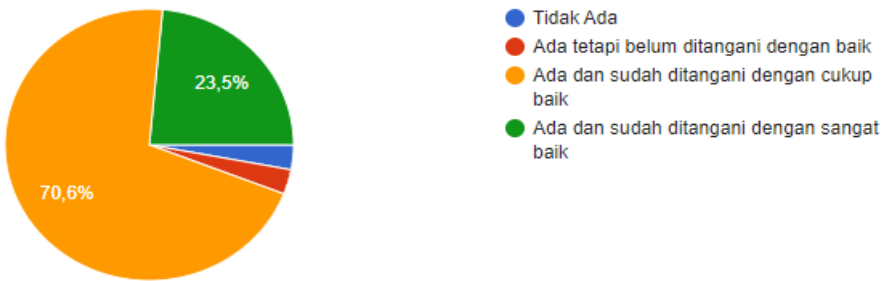 23,5%
70,6%
Tidak Ada
Ada tetapi belum ditangani dengan baik
Ada dan sudah ditangani dengan cukup
baik
Ada dan sudah ditangani dengan sangat
baik